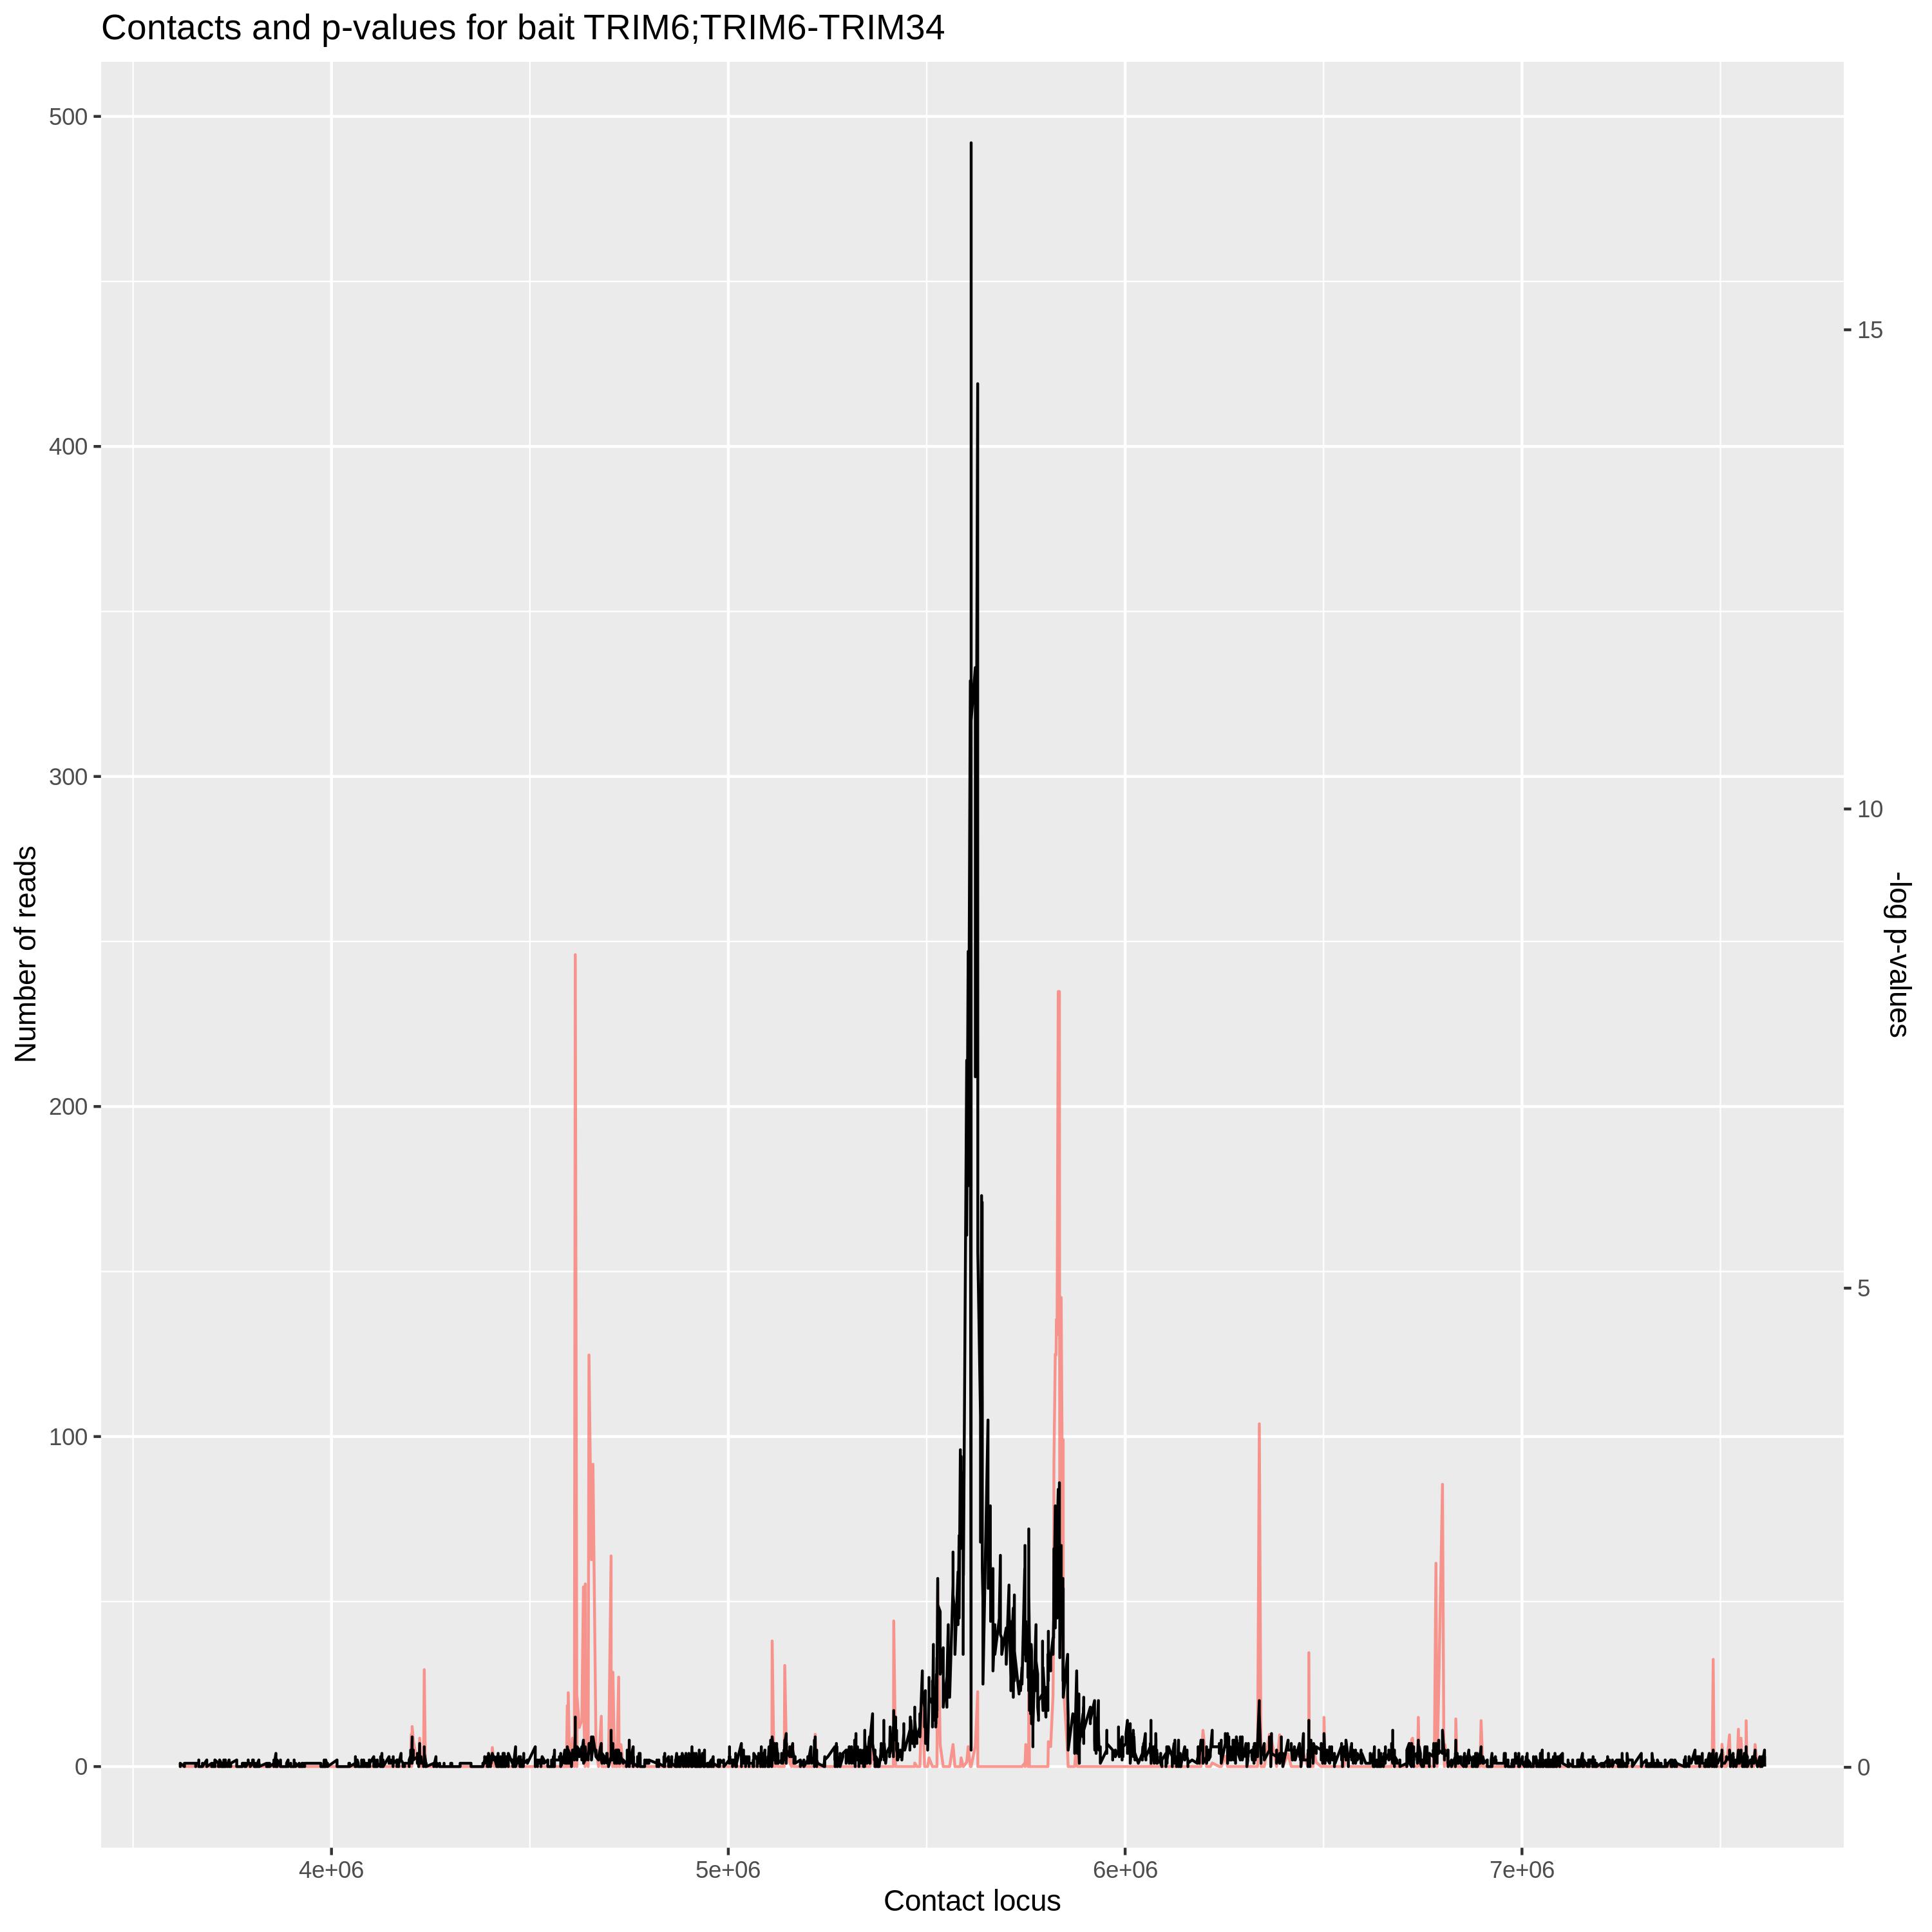 Contacts and p-values for bait TRIM6;TRIM6-TRIM34
500
400
300
200
100
0
Number of reads
15
10
5
0
-log p-values
4e+06
5e+06
6e+06
7e+06
Contact locus